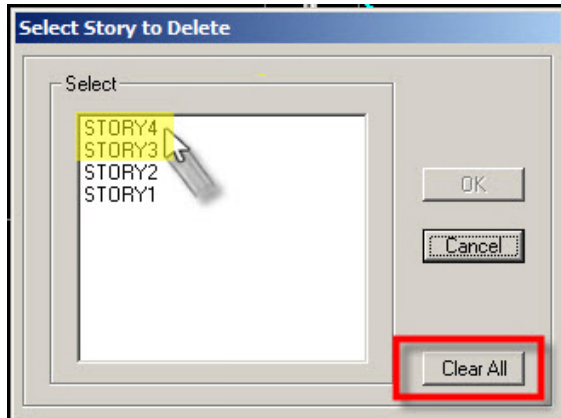 Select Story to Delete
Select
STORY4
STORY3
STORY2
STORY1
OK
Cancel
Clear All